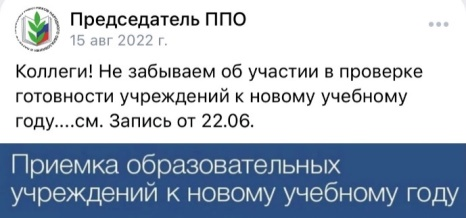 Председатель ППО
15 авг 2022 г.
Коллеги! Не забываем об участии в проверке
готовности учреждений к новому учебному
году....см. Запись от 22.06.
Приемка образовательных
учреждений к новому учебному году